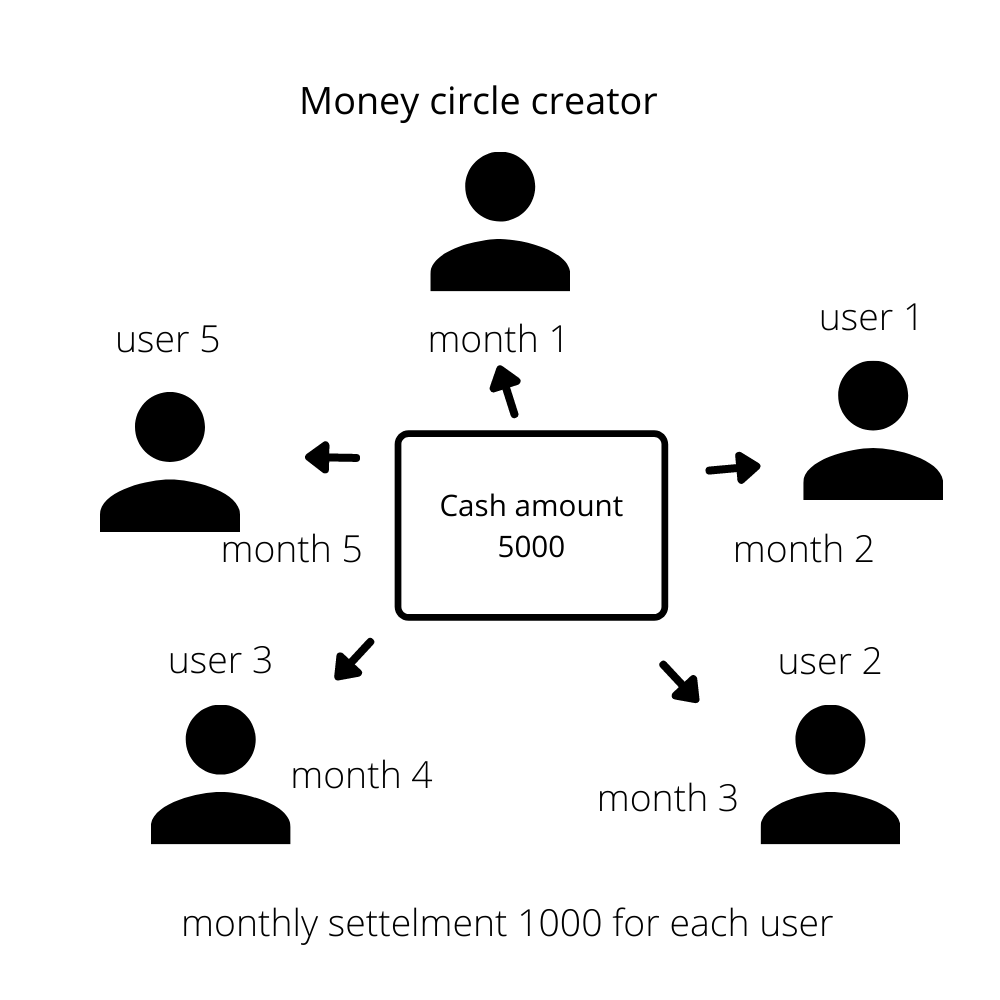 Money circle creator
user 5
month 1
user 1
Cash amount
5000
month 5
month 2
user 3
user 2
month 4
month 3
monthly settelment 1000 for each user